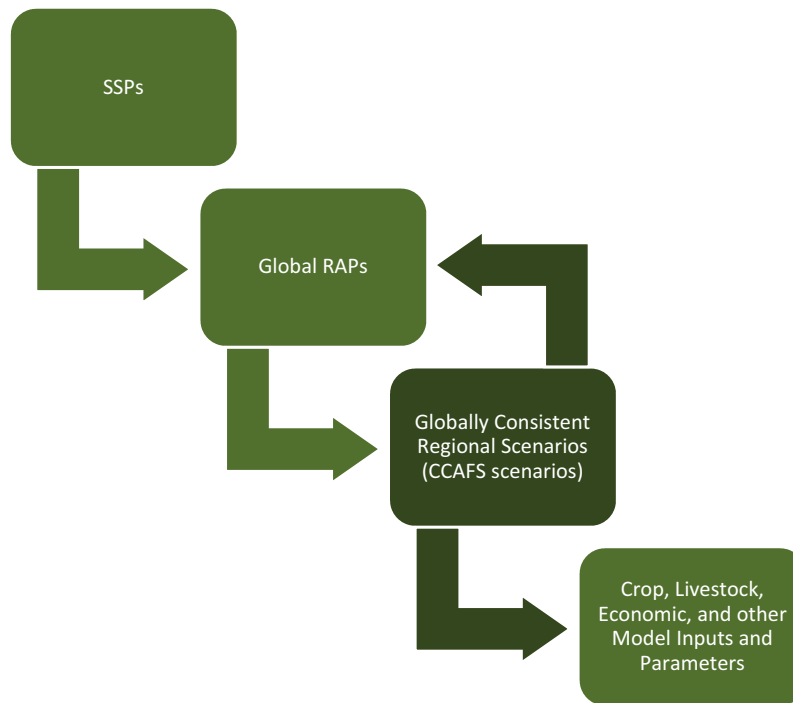 SSPs
Global RAPs
Globally Consistent
Regional Scenarios
(CCAFS scenarios)
Crop, Livestock,
Economic, and other
Model Inputs and
Parameters